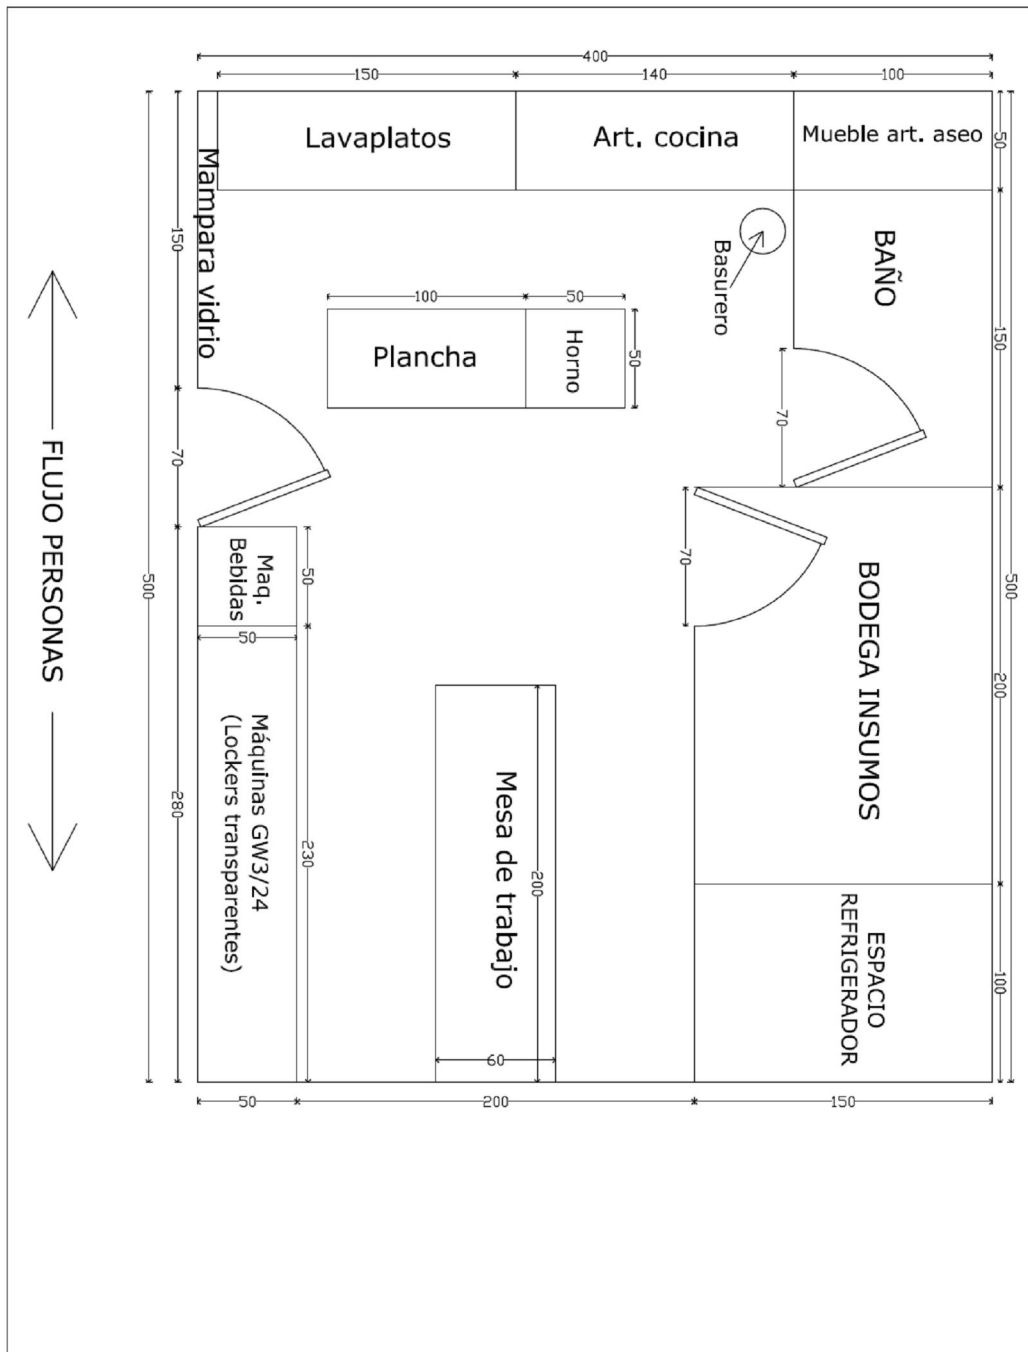 400
150
140
100
Lavaplatos
Art. cocina
Mueble art. aseo
50
Mampara vidrio
150
BAÑO
Basurero
150
100
50
Plancha
Horno
50
70
70
FLUJO PERSONAS
500
Maq.
Bebidas
50
50
70
BODEGA INSUMOS
500
200
Máquinas GW3/24
(Lockers transparentes)
280
230
Mesa de trabajo
200
60
ESPACIO
REFRIGERADOR
100
50
200
150